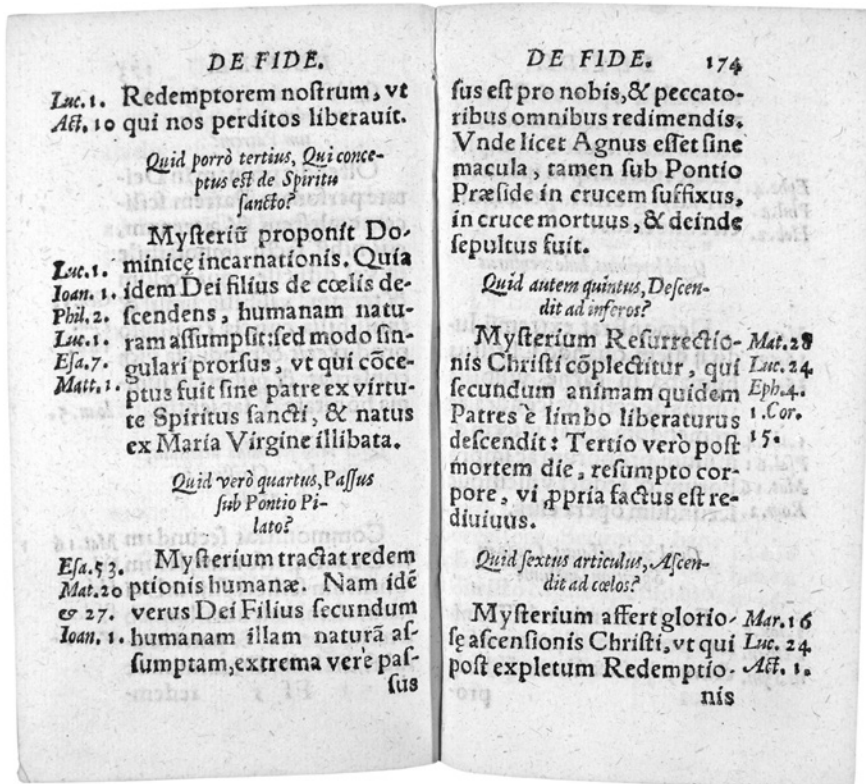 DE FIDE.
Luc. 1. Redemptorem noſtrum, vt
Act. 10 qui nos perditos liberauit.
Quid porrò tertius, Qui conce-
ptus eſt de Spiritu
ſancto?
Myſteriũ proponit Do-
Luc. 1. minicę incarnationis. Quia
Ioan. 1. idem Dei filius de cœlis de-
Phil. 2. ſcendens, humanam natu-
Luc. 1. ram aſſumpſit: ſed modo ſin-
Eſa. 7. gulari prorſus, vt qui cõce-
Matt. 1. ptus fuit ſine patre ex virtu-
te Spiritus ſancti, & natus
ex Maria Virgine illibata.
Quid verò quartus, Paſſus
ſub Pontio Pi-
lato?
Eſa. 53. Myſterium tractat redem
Mat. 20 ptionis humanæ. Nam idẽ
& 27. verus Dei Filius ſecundum
Ioan. 1. humanam illam naturã aſ-
ſumptam, extrema verè paſ-
ſus
DE FIDE. 174
ſus eſt pro nobis, & peccato-
ribus omnibus redimendis.
Vnde licet Agnus eſſet ſine
macula, tamen ſub Pontio
Præſide in crucem ſuffixus,
in cruce mortuus, & deinde
ſepultus fuit.
Quid autem quintus, Deſcen-
dit ad inferos?
Myſterium Reſurrectio- Mat. 28
nis Chriſti cõplectitur, qui Luc. 24.
ſecundum animam quidem Eph. 4.
Patres è limbo liberaturus 1. Cor.
deſcendit: Tertio verò poſt 15.
mortem die, reſumpto cor-
pore, vi ꝓpria factus eſt re-
diuiuus.
Quid ſextus articulus, Aſcen-
dit ad cœlos?
Myſterium affert glorio- Mar. 16
ſę aſcenſionis Chriſti, vt qui Luc. 24.
poſt expletum Redemptio- Act. 1.
nis